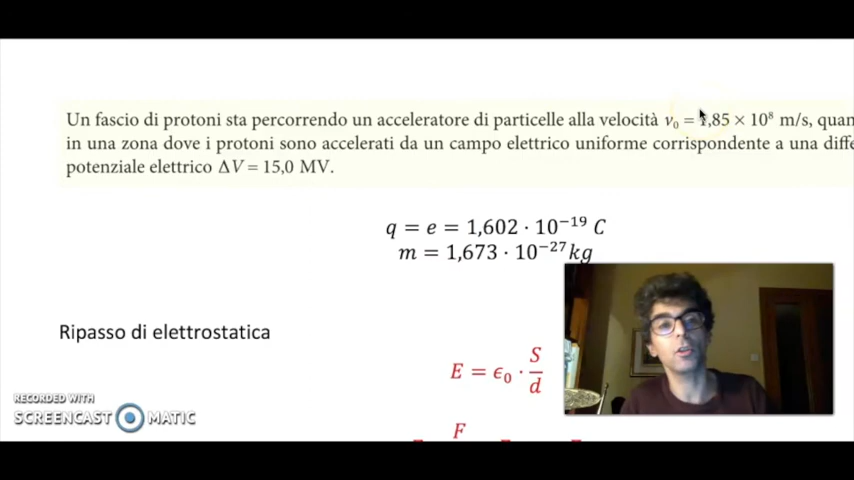 Un fascio di protoni sta percorrendo un acceleratore di particelle alla velocità v₀ = 1,85 × 10⁸ m/s, quan
in una zona dove i protoni sono accelerati da un campo elettrico uniforme corrispondente a una diffe
potenziale elettrico ΔV = 15,0 MV.
q = e = 1,602 · 10⁻¹⁹ C
m = 1,673 · 10⁻²⁷ kg
Ripasso di elettrostatica
E = ϵ₀ · S/d
RECORDED WITH
SCREENCAST MATIC
F